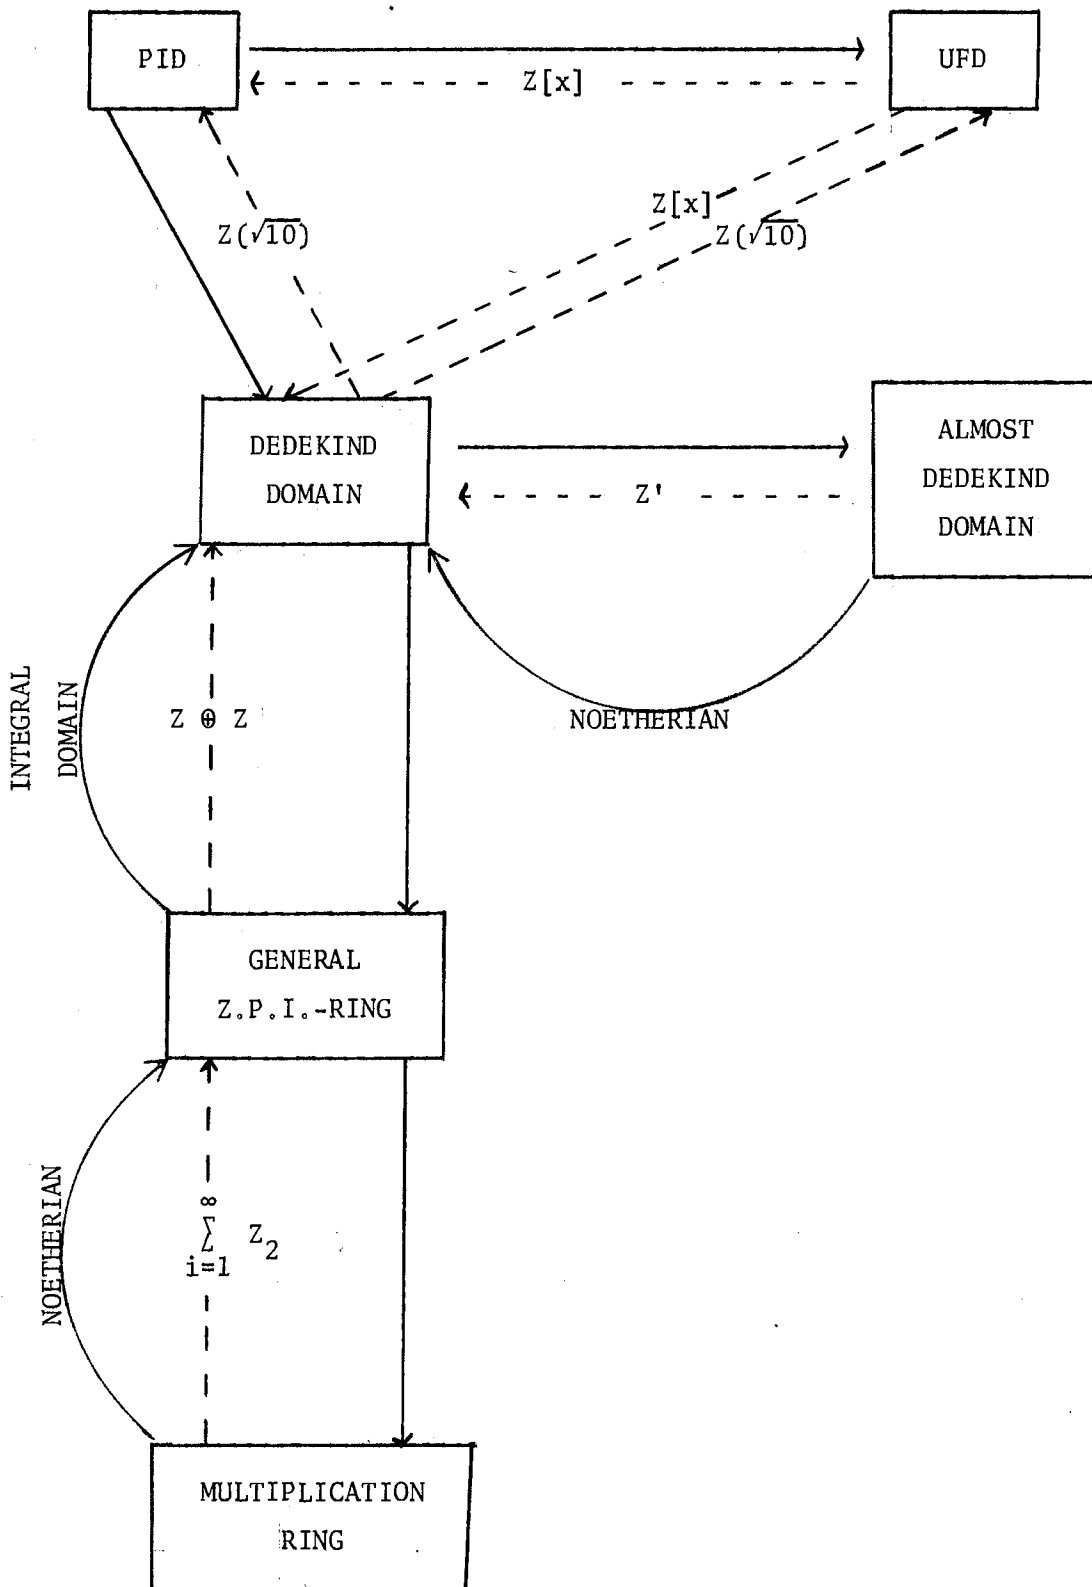 PID
UFD
Z[x]
Z[x]
Z(√10)
Z(√10)
DEDEKIND
DOMAIN
ALMOST
DEDEKIND
DOMAIN
Z'
NOETHERIAN
INTEGRAL
DOMAIN
Z ⊕ Z
GENERAL
Z.P.I.-RING
NOETHERIAN
∞
∑ Z₂
i=1
MULTIPLICATION
RING